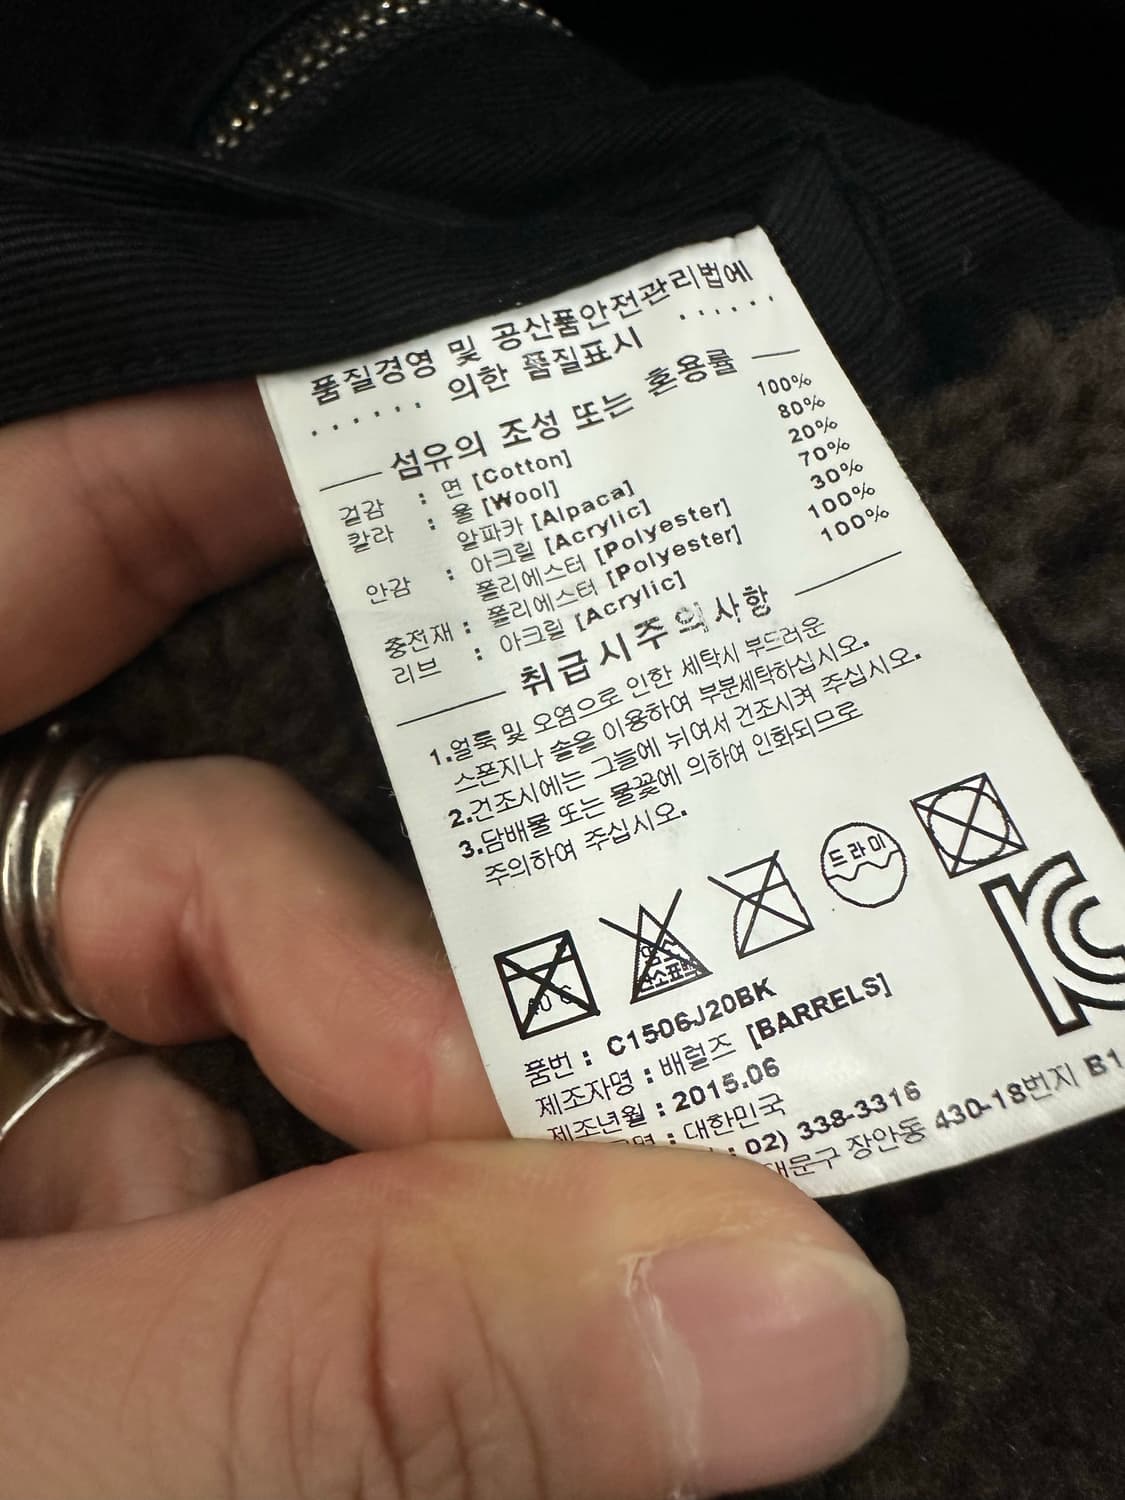 품질경영 및 공산품안전관리법에
의한 품질표시
섬유의 조성 또는 혼용률
겉감 : 면 [Cotton] 100%
칼라 : 울 [Wool] 80%
알파카 [Alpaca] 20%
안감 : 아크릴 [Acrylic] 70%
폴리에스터 [Polyester] 30%
충전재 : 폴리에스터 [Polyester] 100%
리브 : 아크릴 [Acrylic] 100%
취급시주의사항
1.얼룩 및 오염으로 인한 세탁시 부드러운
스폰지나 솔을 이용하여 부분세탁하십시오.
2.건조시에는 그늘에 뉘여서 건조시켜 주십시오.
3.담배불 또는 불꽃에 의하여 인화되므로
주의하여 주십시오.
드라이
품번 : C1506J20BK
제조자명 : 배럴즈 [BARRELS]
제조년월 : 2015.06
: 대한민국
: 02) 338-3316
대문구 장안동 430-18번지 B1